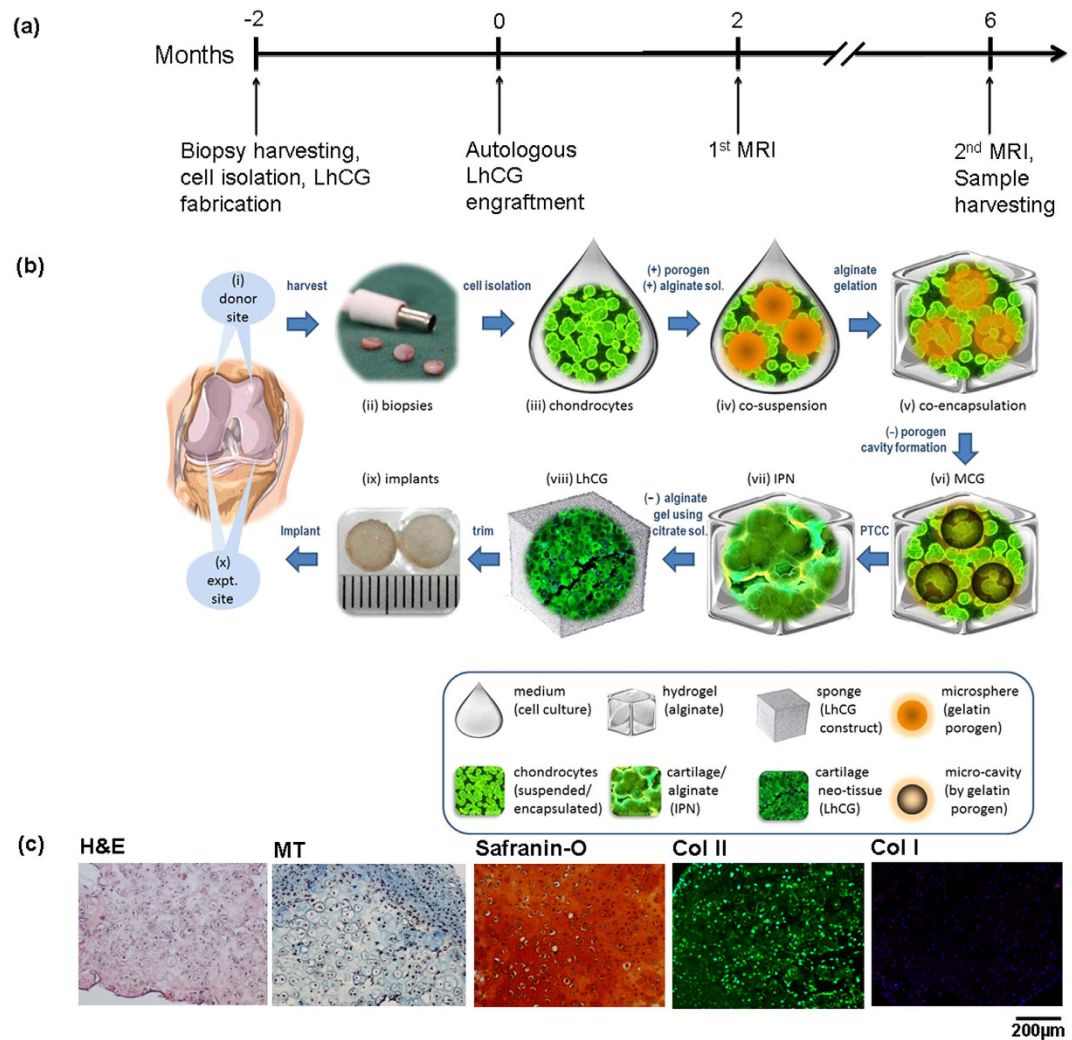 (a)
-2 0 2 6
Months
Biopsy harvesting,
cell isolation, LhCG
fabrication
Autologous
LhCG
engraftment
1st MRI
2nd MRI,
Sample
harvesting
(b)
(i)
donor
site
harvest
(ii) biopsies
cell isolation
(iii) chondrocytes
(+) porogen
(+) alginate sol.
(iv) co-suspension
alginate
gelation
(v) co-encapsulation
(-) porogen
cavity formation
(vi) MCG
PTCC
(vii) IPN
(-) alginate
gel using
citrate sol.
(viii) LhCG
trim
(ix) implants
Implant
(x)
expt.
site
medium
(cell culture)
hydrogel
(alginate)
sponge
(LhCG
construct)
microsphere
(gelatin
porogen)
chondrocytes
(suspended/
encapsulated)
cartilage/
alginate
(IPN)
cartilage
neo-tissue
(LhCG)
micro-cavity
(by gelatin
porogen)
(c)
H&E
MT
Safranin-O
Col II
Col I
200μm